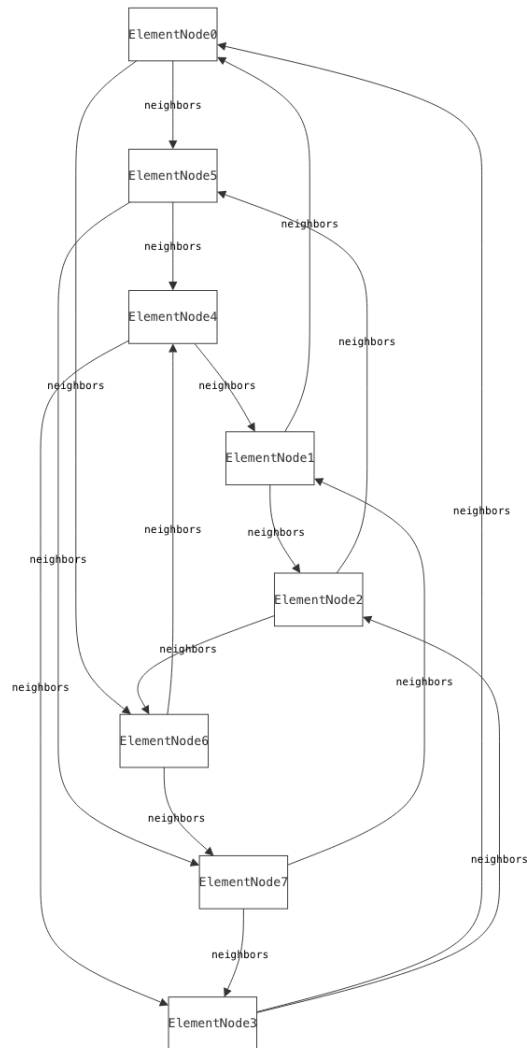 ElementNode0
neighbors
ElementNode5
neighbors
neighbors
ElementNode4
neighbors
neighbors
neighbors
ElementNode1
neighbors
neighbors
neighbors
neighbors
ElementNode2
neighbors
neighbors
neighbors
ElementNode6
neighbors
neighbors
ElementNode7
neighbors
ElementNode3